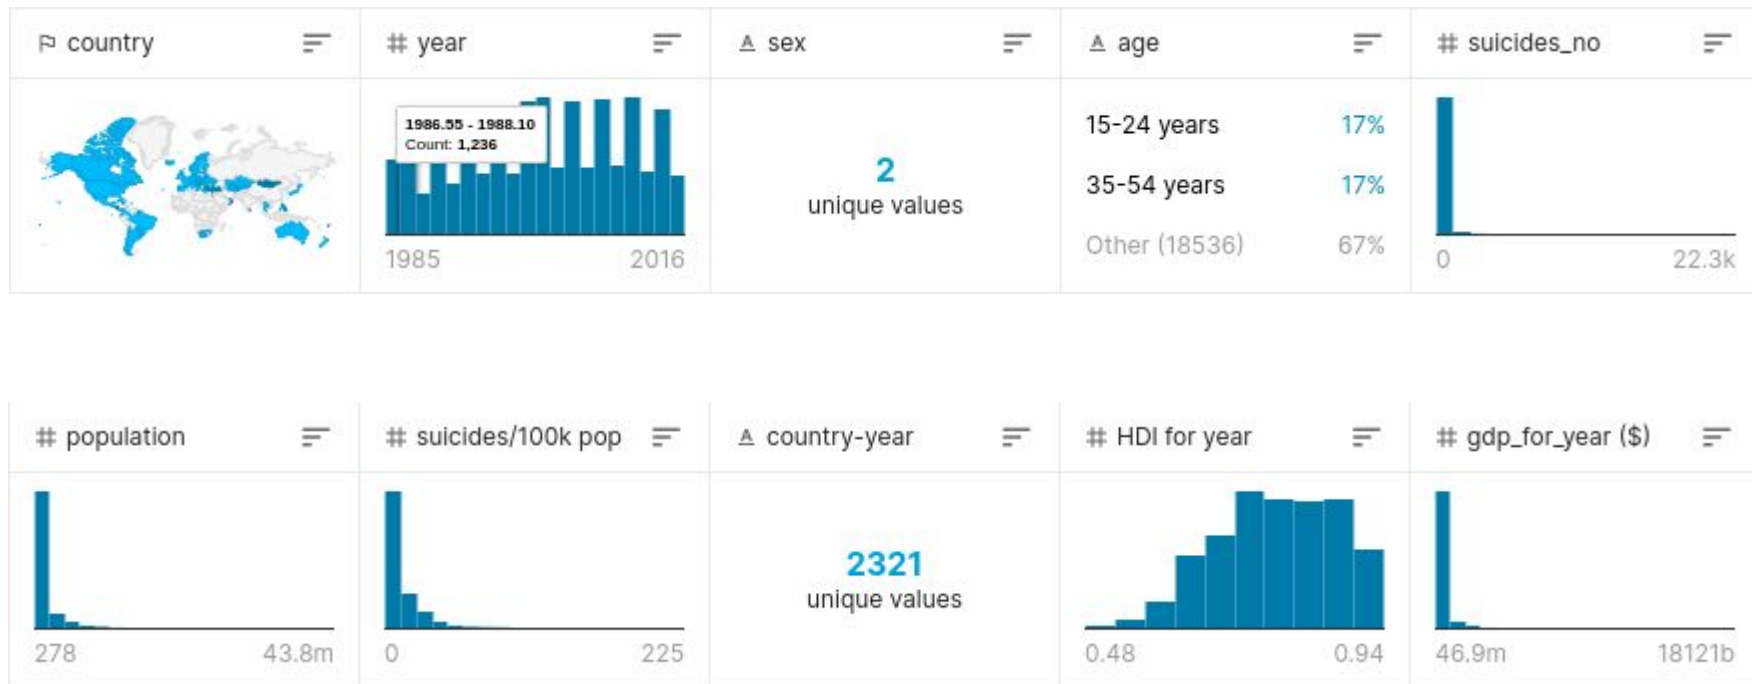 country
year
sex
age
suicides_no
1986.55 - 1988.10
Count: 1,236
1985
2016
2
unique values
15-24 years 17%
35-54 years 17%
Other (18536) 67%
0
22.3k
population
suicides/100k pop
country-year
HDI for year
gdp_for_year ($)
278
43.8m
0
225
2321
unique values
0.48
0.94
46.9m
18121b